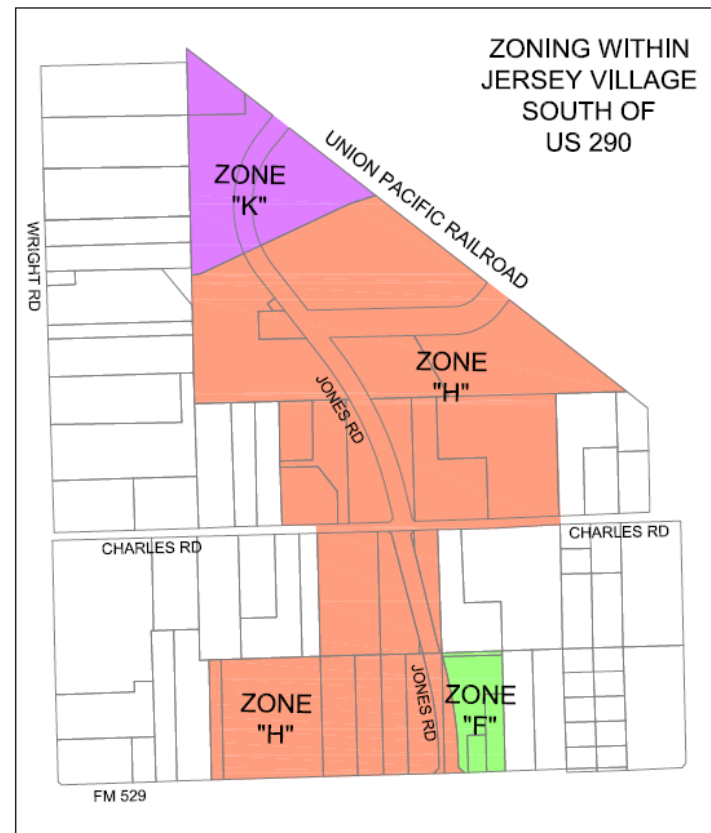 ZONING WITHIN
JERSEY VILLAGE
SOUTH OF
US 290
UNION PACIFIC RAILROAD
ZONE
"K"
WRIGHT RD
ZONE
"H"
JONES RD
CHARLES RD
CHARLES RD
ZONE
"H"
JONES RD
ZONE
"F"
FM 529